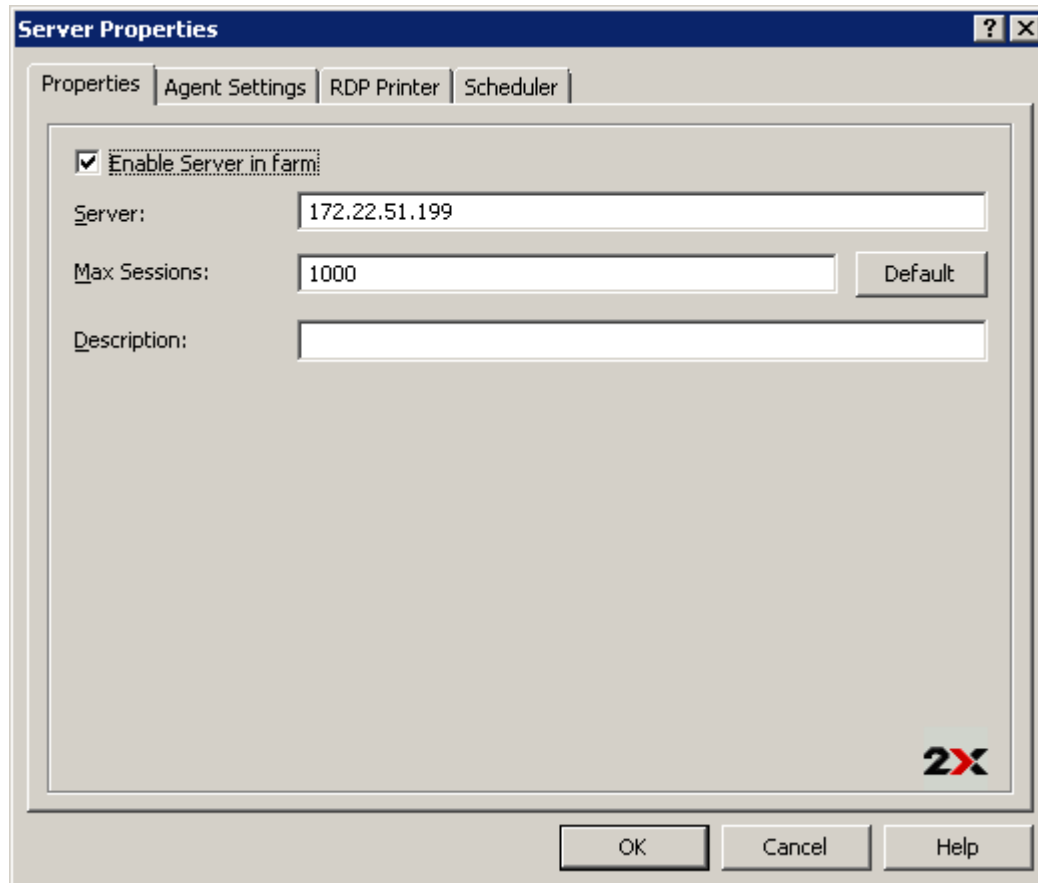 Server Properties
Properties Agent Settings RDP Printer Scheduler
Enable Server in farm
Server: 172.22.51.199
Max Sessions: 1000 Default
Description:
2X
OK Cancel Help